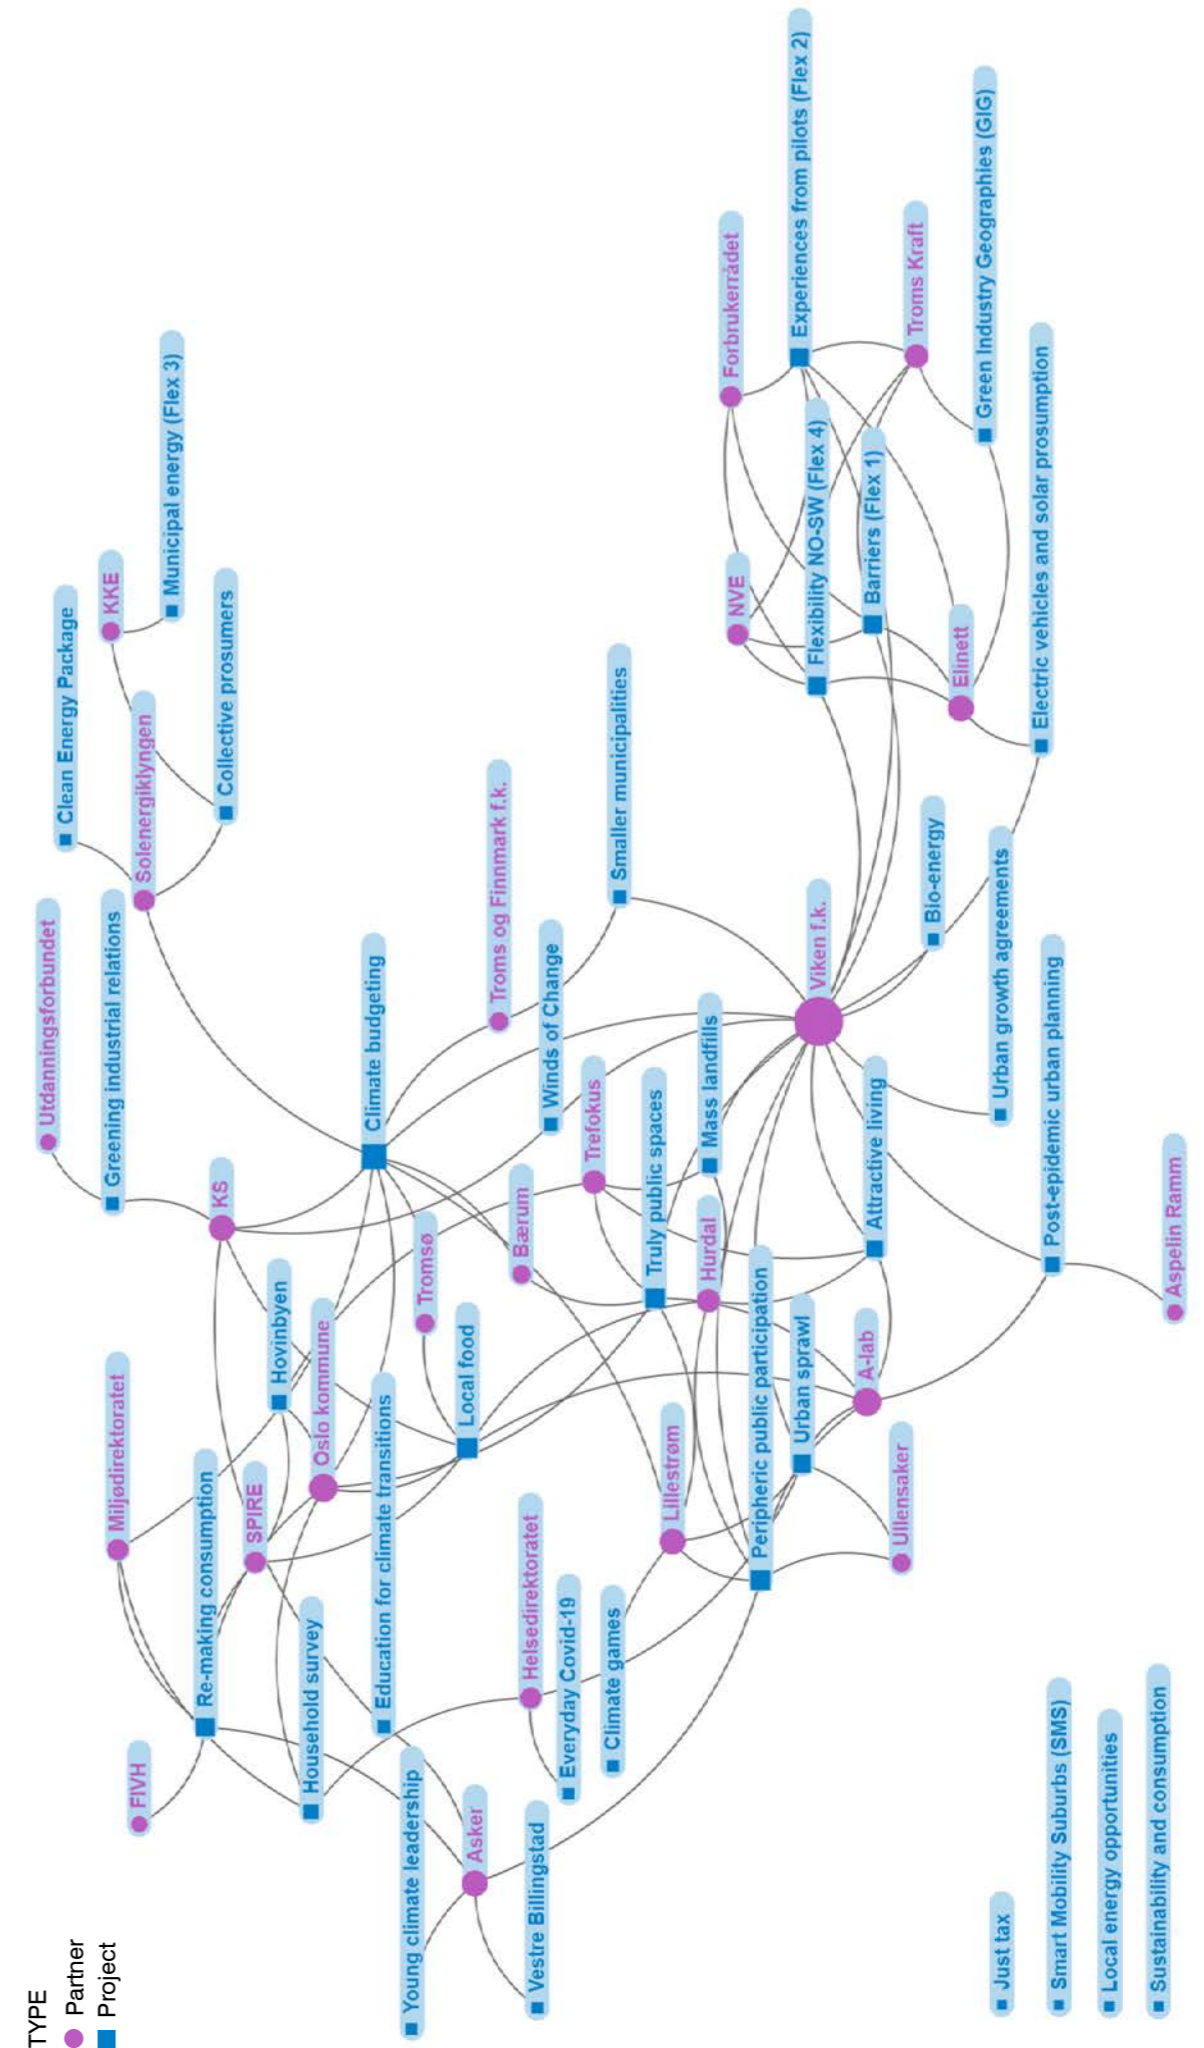 TYPE
Partner
Project
FIVH
Miljødirektoratet
Utdanningsforbundet
Greening industrial relations
Clean Energy Package
KKE
Solenergiklyngen
Municipal energy (Flex 3)
Collective prosumers
Re-making consumption
SPIRE
KS
Hovinbyen
Household survey
Oslo kommune
Climate budgeting
Education for climate transitions
Young climate leadership
Tromsø
Local food
Asker
Troms og Finnmark f.k.
Vestre Billingstad
Helsedirektoratet
Bærum
Winds of Change
Everyday Covid-19
Trefokus
Climate games
Smaller municipalities
Truly public spaces
Lillestrøm
Hurdal
Mass landfills
Forbrukerrådet
NVE
Peripheric public participation
Urban sprawl
Viken f.k.
Flexibility NO-SW (Flex 4)
Experiences from pilots (Flex 2)
A-lab
Attractive living
Barriers (Flex 1)
Ullensaker
Troms Kraft
Bio-energy
Elinett
Green Industry Geographies (GIG)
Urban growth agreements
Electric vehicles and solar prosumption
Post-epidemic urban planning
Aspelin Ramm
Just tax
Smart Mobility Suburbs (SMS)
Local energy opportunities
Sustainability and consumption